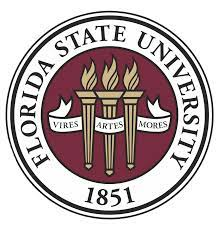 FLORIDA STATE UNIVERSITY
VIRES ARTES MORES
1851